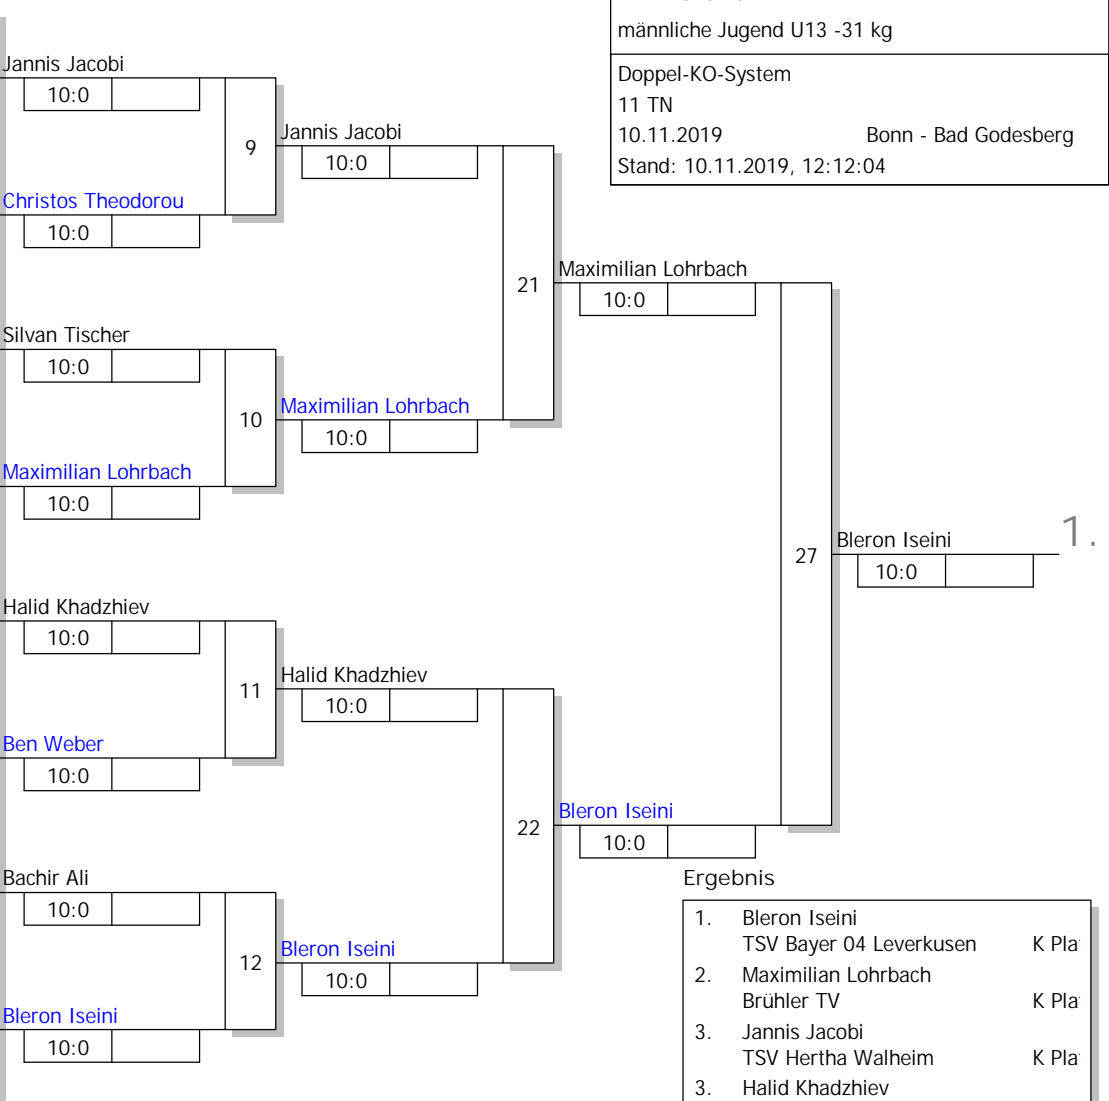 männliche Jugend U13 -31 kg
Doppel-KO-System
11 TN
10.11.2019 Bonn - Bad Godesberg
Stand: 10.11.2019, 12:12:04
Jannis Jacobi
10:0
9
Jannis Jacobi
10:0
Christos Theodorou
10:0
21
Maximilian Lohrbach
10:0
Silvan Tischer
10:0
10
Maximilian Lohrbach
10:0
Maximilian Lohrbach
10:0
27
Bleron Iseini
1.
10:0
Halid Khadzhiev
10:0
11
Halid Khadzhiev
10:0
Ben Weber
10:0
22
Bleron Iseini
10:0
Bachir Ali
10:0
12
Bleron Iseini
10:0
Bleron Iseini
10:0
Ergebnis
1. Bleron Iseini
TSV Bayer 04 Leverkusen K
2. Maximilian Lohrbach
Brühler TV K
3. Jannis Jacobi
TSV Hertha Walheim K
3. Halid Khadzhiev